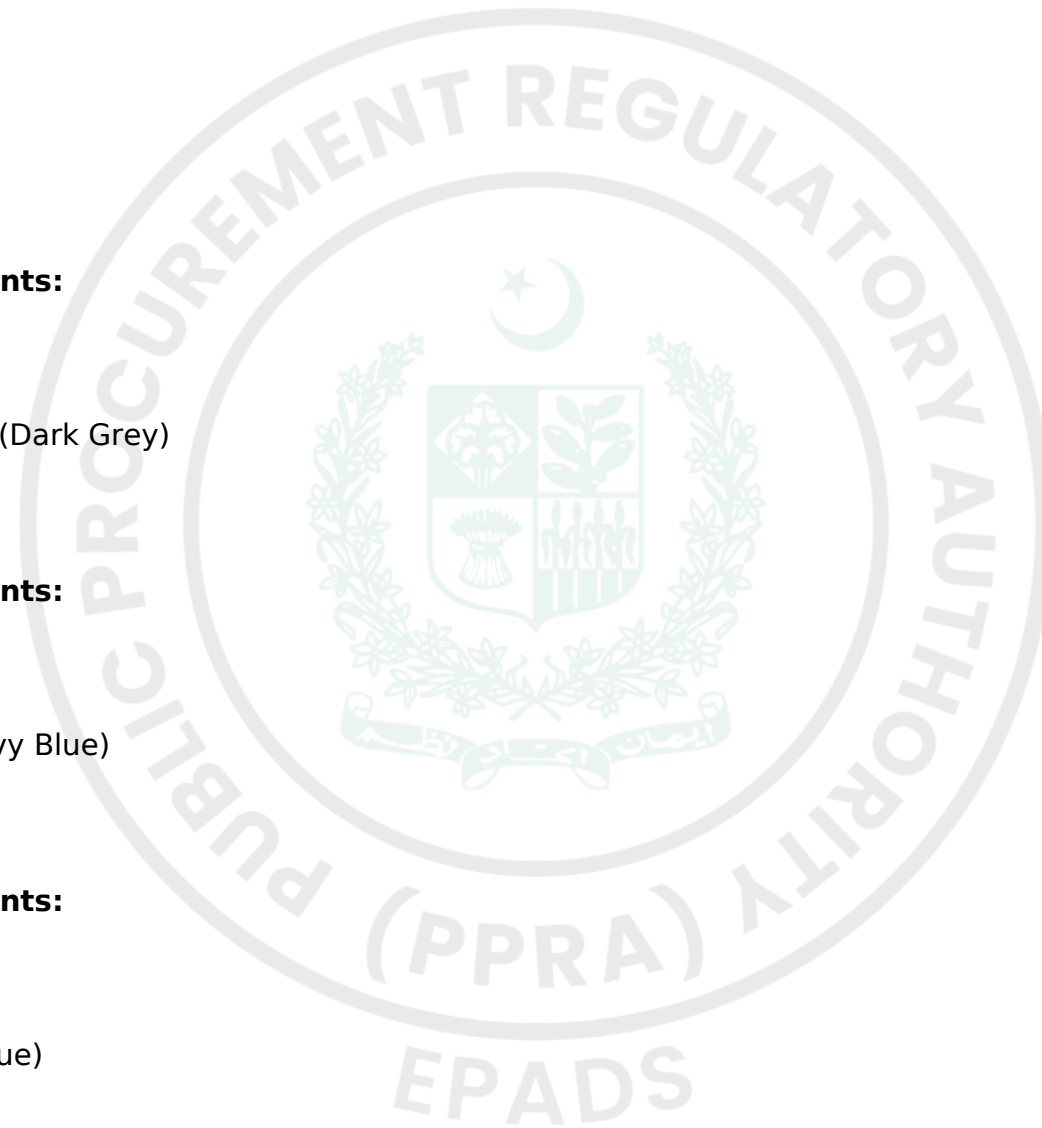 PUBLIC PROCUREMENT REGULATORY AUTHORITY
nts:
(Dark Grey)
nts:
vy Blue)
nts:
(PPRA)
ue)
EPADS